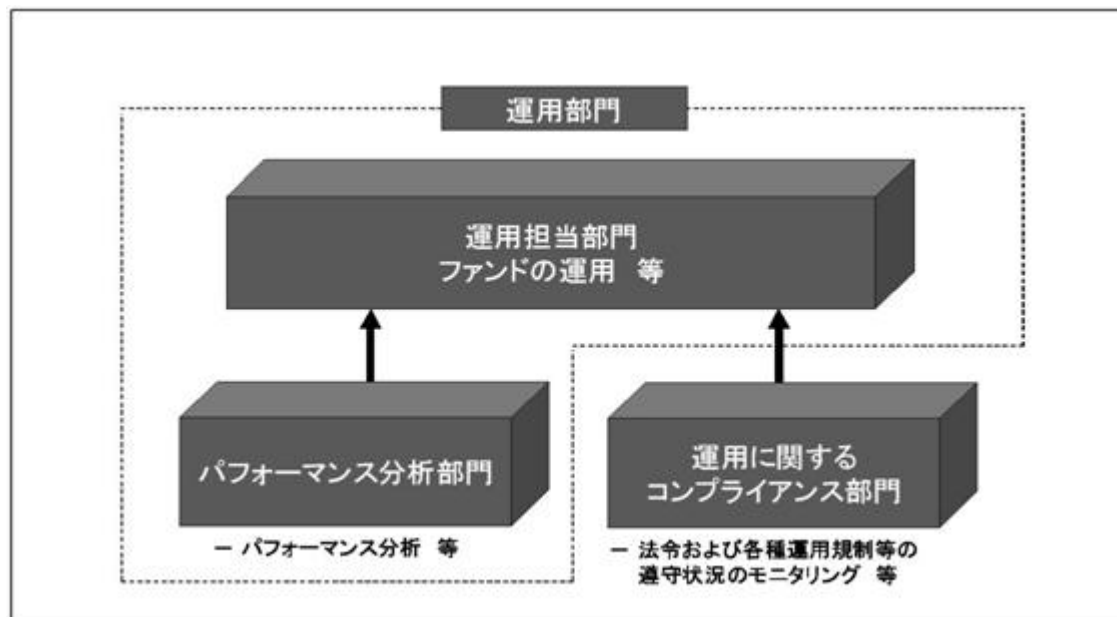 運用部門
運用担当部門
ファンドの運用 等
パフォーマンス分析部門
- パフォーマンス分析 等
運用に関する
コンプライアンス部門
- 法令および各種運用規制等の
遵守状況のモニタリング 等